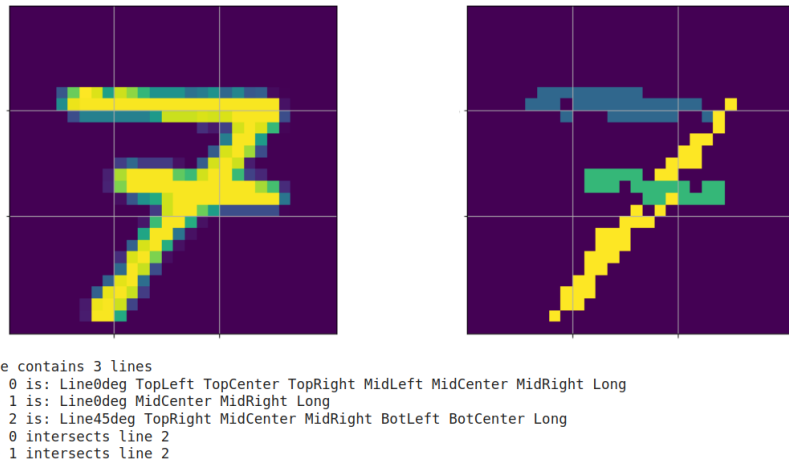 7
e contains 3 lines
0 is: Line0deg TopLeft TopCenter TopRight MidLeft MidCenter MidRight Long
1 is: Line0deg MidCenter MidRight Long
2 is: Line45deg TopRight MidCenter MidRight BotLeft BotCenter Long
0 intersects line 2
1 intersects line 2